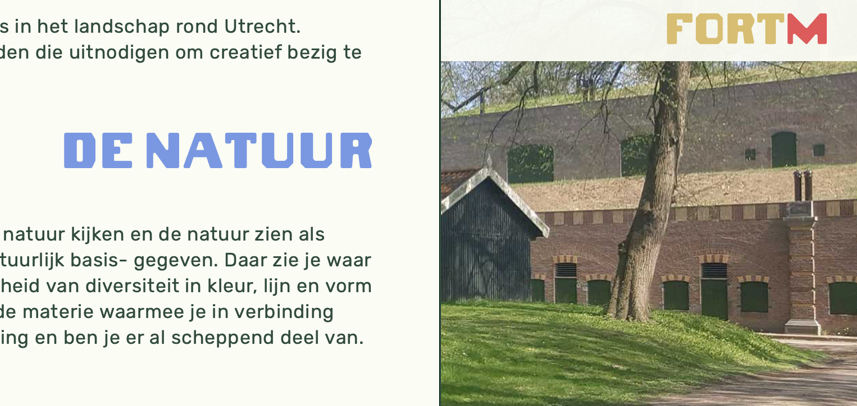 s in het landschap rond Utrecht.
den die uitnodigen om creatief bezig te
DE NATUUR
natuur kijken en de natuur zien als
tuurlijk basis- gegeven. Daar zie je waar
heid van diversiteit in kleur, lijn en vorm
de materie waarmee je in verbinding
ing en ben je er al scheppend deel van.
FORTM